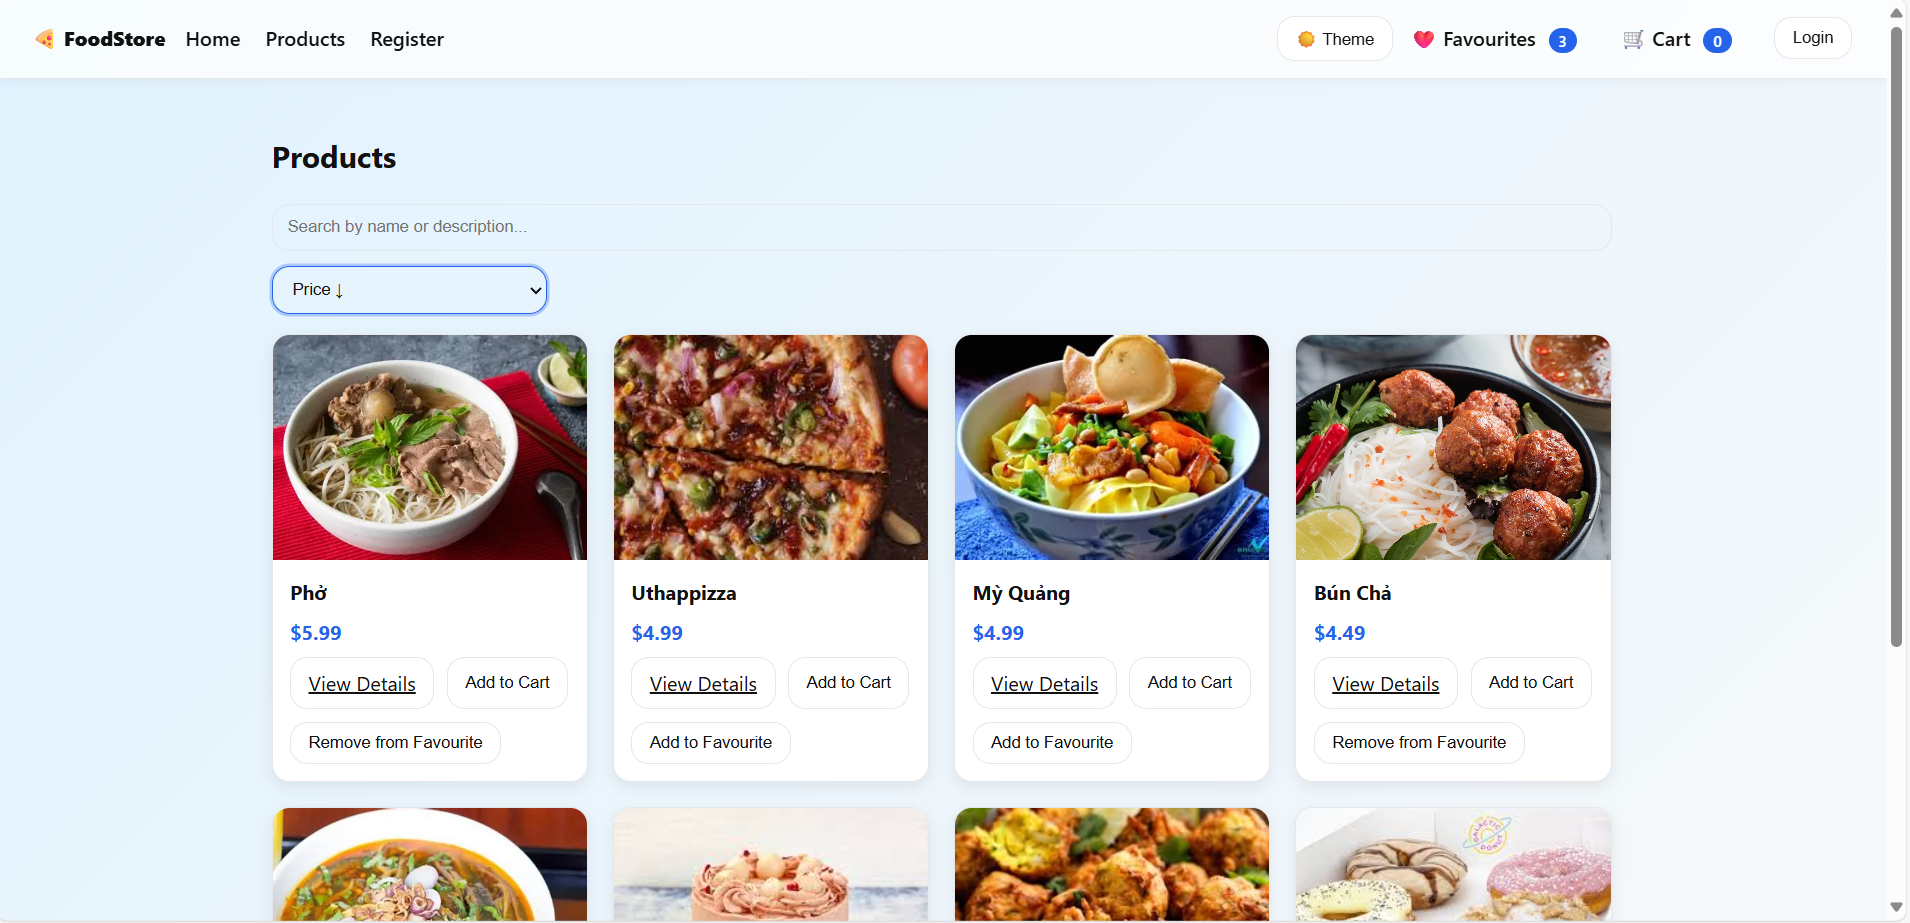 FoodStore Home Products Register Theme Favourites 3 Cart 0 Login
Products
Search by name or description...
Price ↓
Phở Uthappizza Mỳ Quảng Bún Chả
$5.99 $4.99 $4.99 $4.49
View Details Add to Cart View Details Add to Cart View Details Add to Cart View Details Add to Cart
Remove from Favourite Add to Favourite Add to Favourite Remove from Favourite
GALACTIC
DONUT